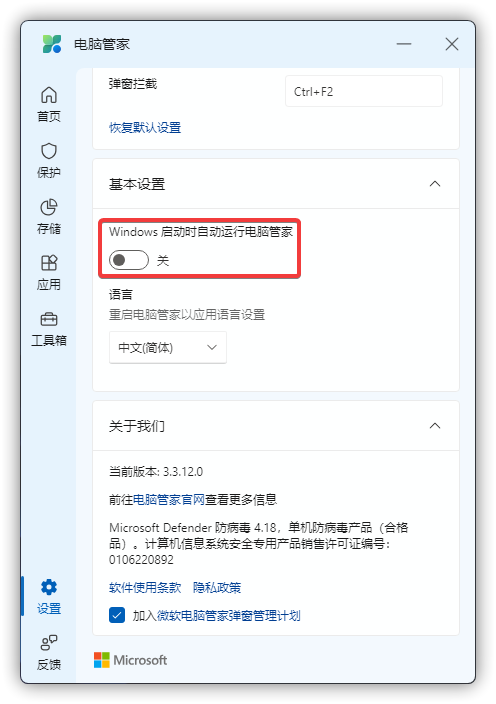 电脑管家
首页
保护
存储
应用
工具箱
设置
反馈
弹窗拦截
Ctrl+F2
恢复默认设置
基本设置
Windows 启动时自动运行电脑管家
关
语言
重启电脑管家以应用语言设置
中文(简体)
关于我们
当前版本: 3.3.12.0
前往电脑管家官网查看更多信息
Microsoft Defender 防病毒 4.18，单机防病毒产品（合格
品）。计算机信息系统安全专用产品销售许可证编号：
0106220892
软件使用条款 隐私政策
加入微软电脑管家弹窗管理计划
Microsoft